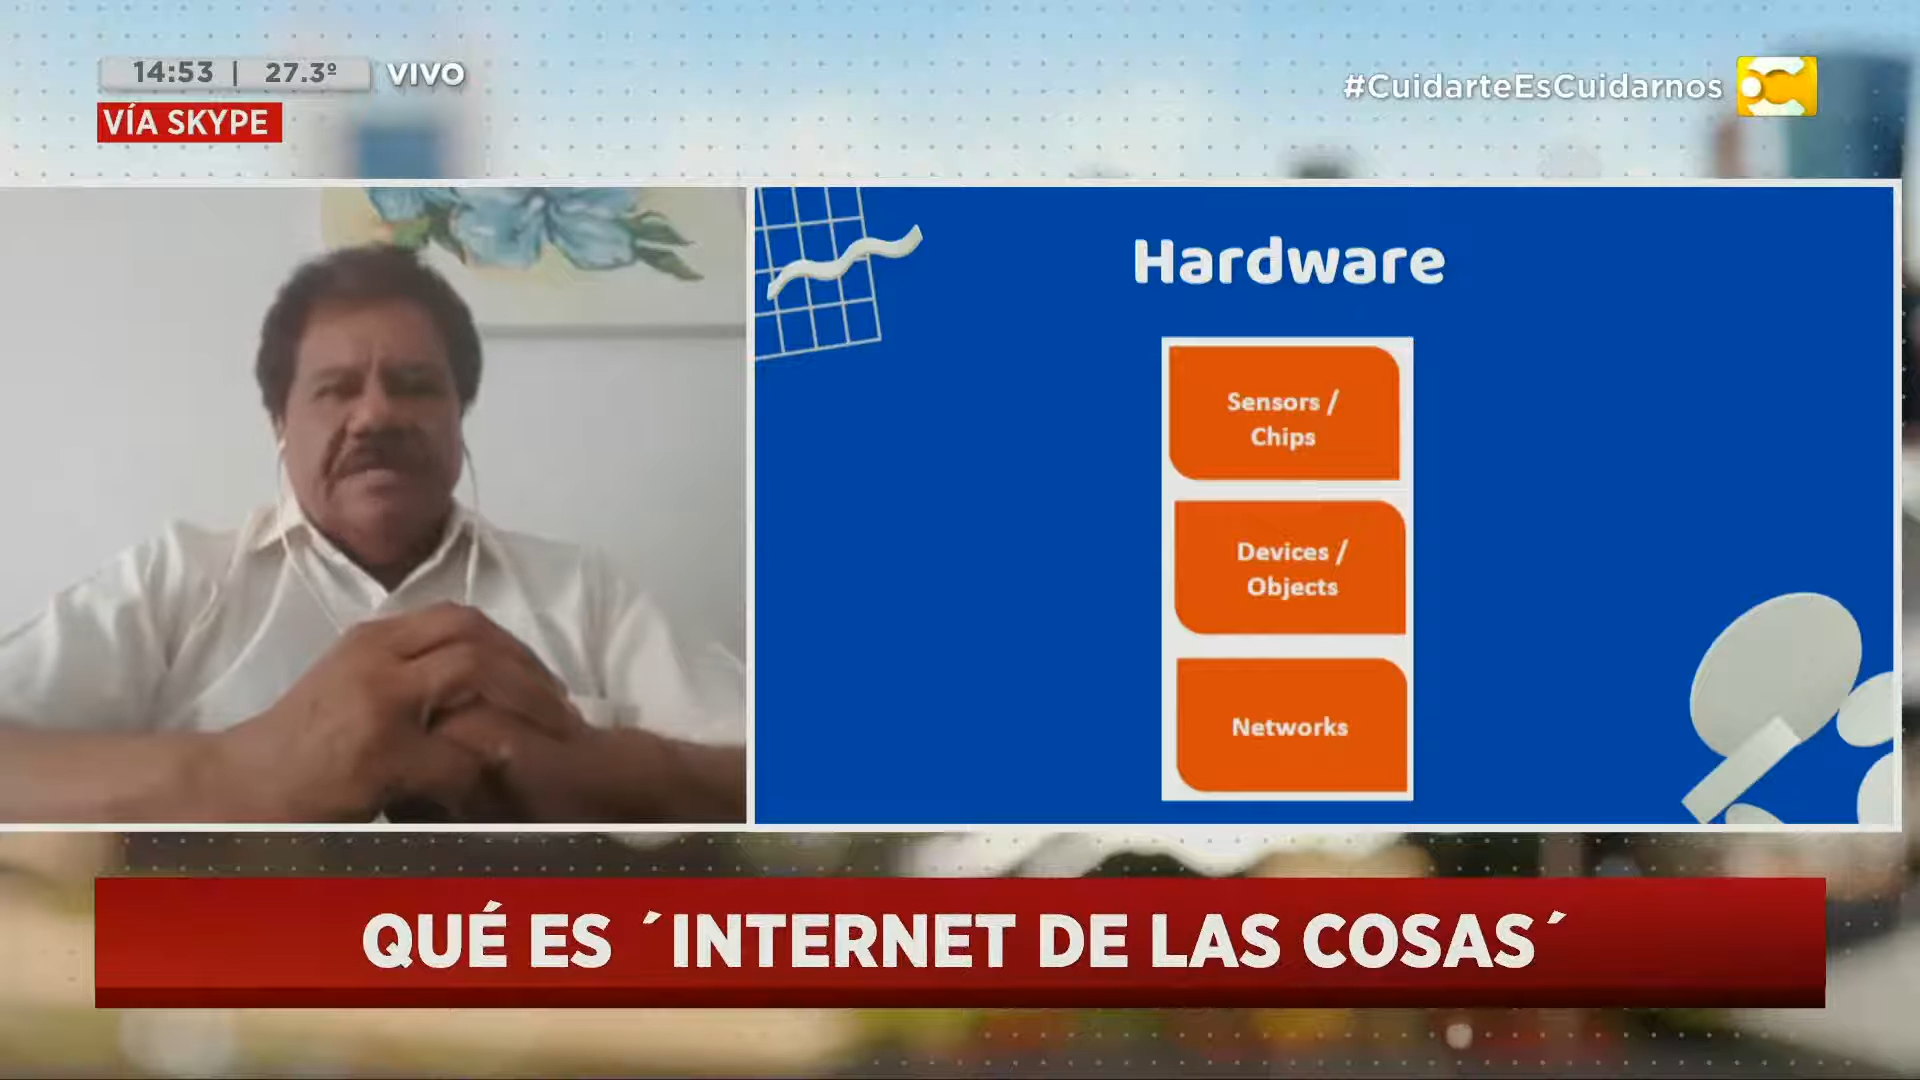 14:53 | 27.3º VIVO
VÍA SKYPE
#CuidarteEsCuidarnos
Hardware
Sensors /
Chips
Devices /
Objects
Networks
QUÉ ES ´INTERNET DE LAS COSAS´